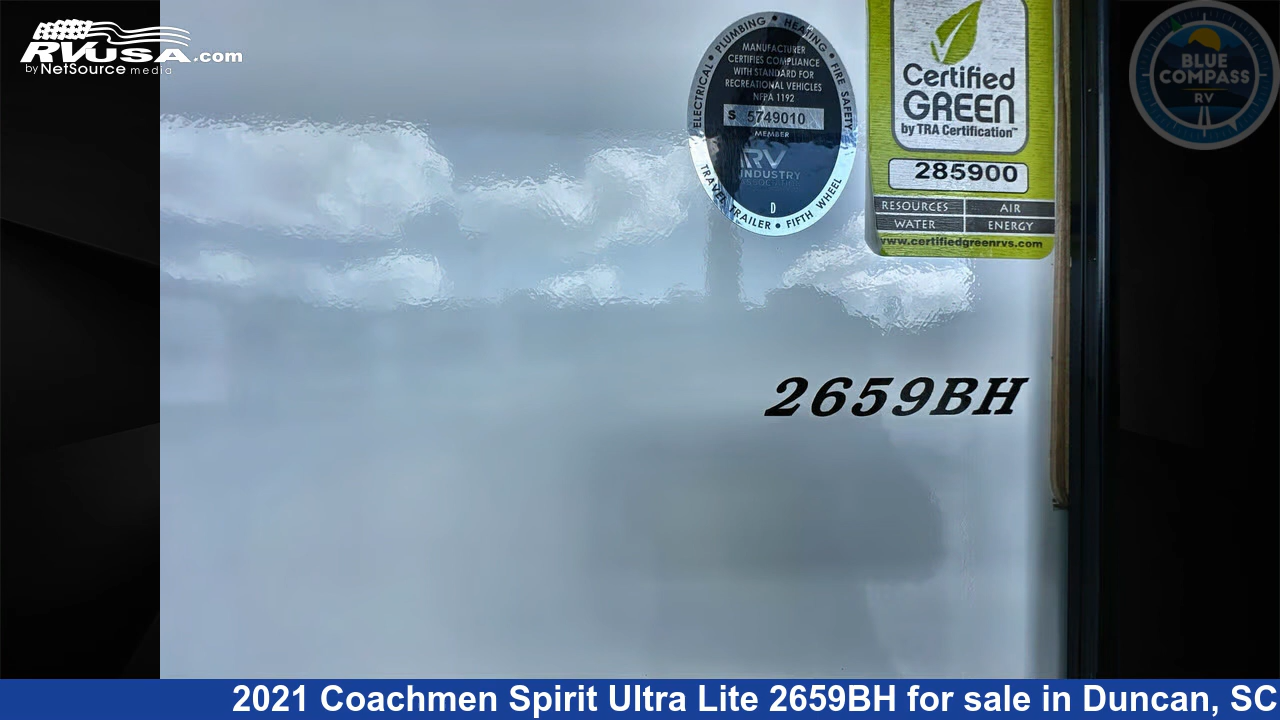 RVUSA.com
by NetSource media
PLUMBING • HEATING • FIRE SAFETY
ELECTRICAL •
MANUFACTURER
CERTIFIES COMPLIANCE
WITH STANDARD FOR
RECREATIONAL VEHICLES
NFPA 1192
S 5749010
MEMBER
RV
INDUSTRY
ASSOCIATION
D
TRAVEL TRAILER • FIFTH WHEEL
Certified
GREEN
by TRA Certification™
285900
RESOURCES AIR
WATER ENERGY
www.certifiedgreenrvs.com
BLUE
COMPASS
RV
2659BH
2021 Coachmen Spirit Ultra Lite 2659BH for sale in Duncan, SC